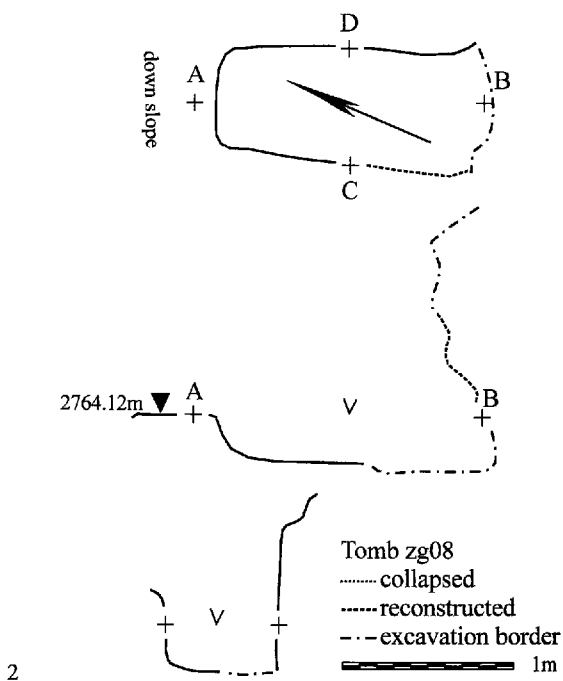 D
A
B
down slope
C
2764.12m
A
V
B
V
Tomb zg08
collapsed
reconstructed
excavation border
1m
2